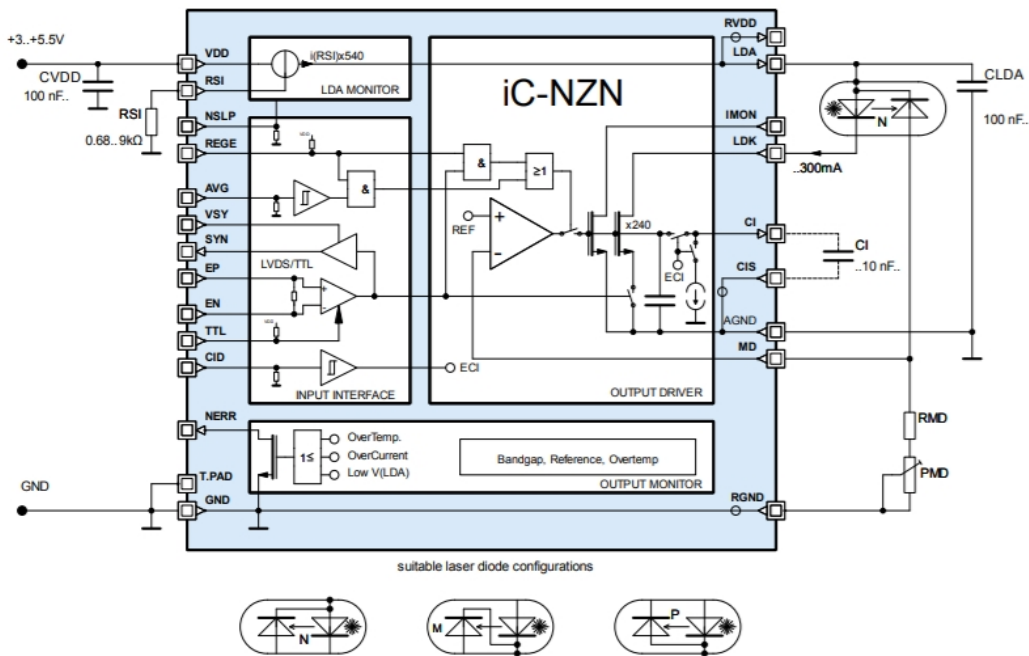 RVDD
+3..+5.5V
VDD
i(RSI)x540
LDA
CVDD
100 nF..
RSI
LDA MONITOR
iC-NZN
CLDA
100 nF..
RSI
0.68..9kΩ
NSLP
IMON
N
REGE
VDD
&
&
≥1
LDK
..300mA
AVG
VSY
REF
+
-
x240
CI
SYN
LVDS/TTL
ECI
CI
..10 nF..
EP
+
-
CIS
EN
VDD
AGND
TTL
MD
CID
ECI
INPUT INTERFACE
OUTPUT DRIVER
NERR
RMD
OverTemp.
1≤
OverCurrent
Bandgap, Reference, Overtemp
Low V(LDA)
T.PAD
PMD
OUTPUT MONITOR
GND
GND
RGND
suitable laser diode configurations
N
M
P